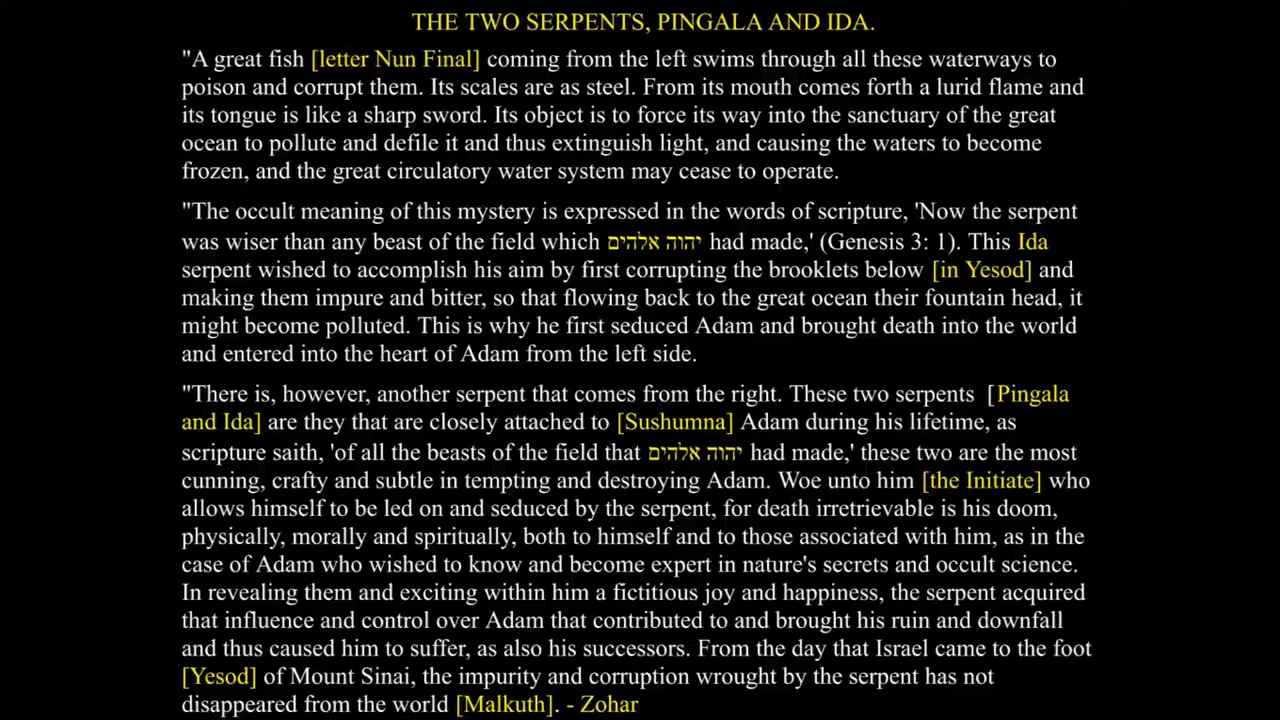 THE TWO SERPENTS, PINGALA AND IDA.
"A great fish [letter Nun Final] coming from the left swims through all these waterways to
poison and corrupt them. Its scales are as steel. From its mouth comes forth a lurid flame and
its tongue is like a sharp sword. Its object is to force its way into the sanctuary of the great
ocean to pollute and defile it and thus extinguish light, and causing the waters to become
frozen, and the great circulatory water system may cease to operate.
"The occult meaning of this mystery is expressed in the words of scripture, 'Now the serpent
was wiser than any beast of the field which יהוה אלהים had made,' (Genesis 3: 1). This Ida
serpent wished to accomplish his aim by first corrupting the brooklets below [in Yesod] and
making them impure and bitter, so that flowing back to the great ocean their fountain head, it
might become polluted. This is why he first seduced Adam and brought death into the world
and entered into the heart of Adam from the left side.
"There is, however, another serpent that comes from the right. These two serpents [Pingala
and Ida] are they that are closely attached to [Sushumna] Adam during his lifetime, as
scripture saith, 'of all the beasts of the field that יהוה אלהים had made,' these two are the most
cunning, crafty and subtle in tempting and destroying Adam. Woe unto him [the Initiate] who
allows himself to be led on and seduced by the serpent, for death irretrievable is his doom,
physically, morally and spiritually, both to himself and to those associated with him, as in the
case of Adam who wished to know and become expert in nature's secrets and occult science.
In revealing them and exciting within him a fictitious joy and happiness, the serpent acquired
that influence and control over Adam that contributed to and brought his ruin and downfall
and thus caused him to suffer, as also his successors. From the day that Israel came to the foot
[Yesod] of Mount Sinai, the impurity and corruption wrought by the serpent has not
disappeared from the world [Malkuth]. - Zohar